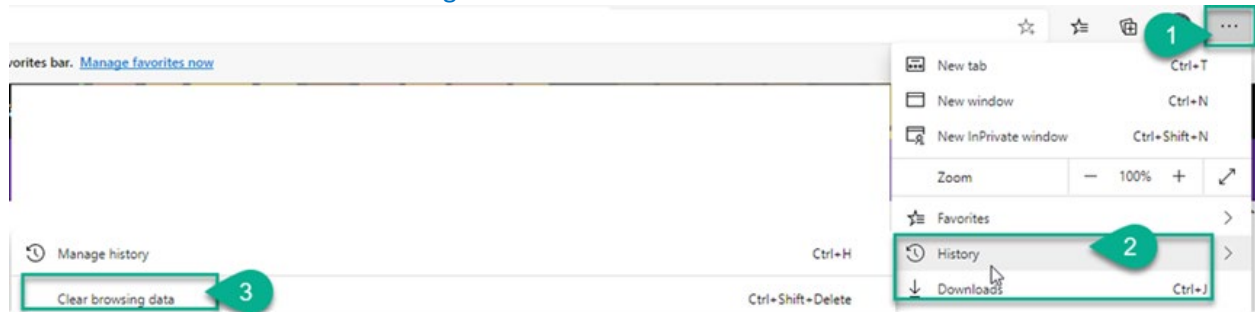 1
...
vorites bar. Manage favorites now
New tab Ctrl+T
New window Ctrl+N
New InPrivate window Ctrl+Shift+N
Zoom − 100% +
Favorites
History 2
Downloads Ctrl+J
Manage history Ctrl+H
Clear browsing data 3 Ctrl+Shift+Delete